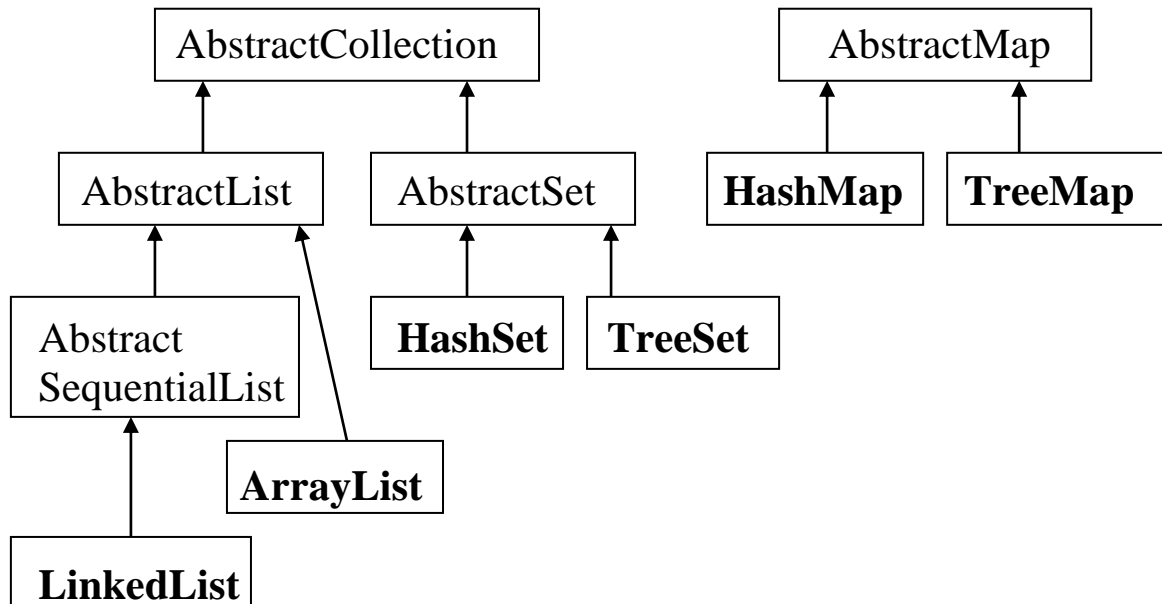 AbstractCollection
AbstractMap
AbstractList
AbstractSet
HashMap
TreeMap
Abstract
SequentialList
HashSet
TreeSet
ArrayList
LinkedList